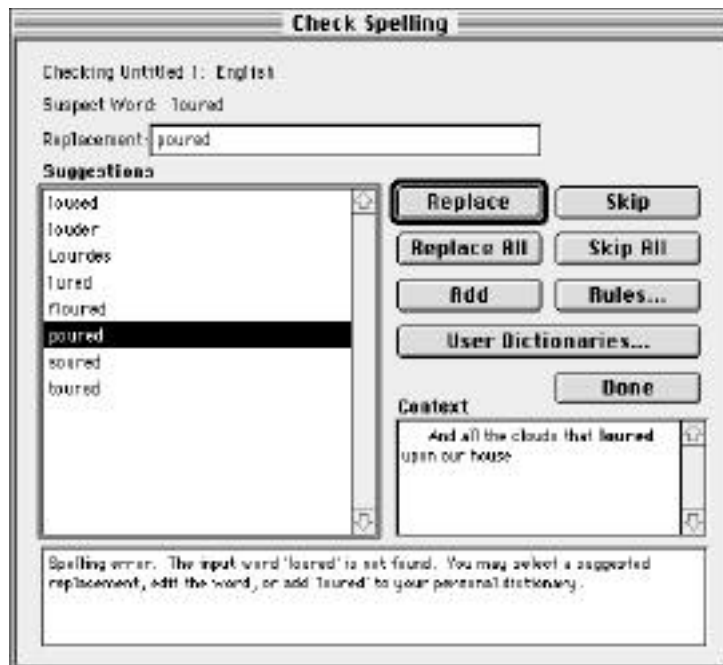 Check Spelling
Checking Untitled 1: English
Suspect Word: loured
Replacement: poured
Suggestions
loused
louder
Lourdes
lured
floured
poured
soured
toured
Replace
Skip
Replace All
Skip All
Add
Rules...
User Dictionaries...
Done
Context
And all the clouds that loured
upon our house
Spelling error. The input word 'loured' is not found. You may select a suggested
replacement, edit the word, or add 'loured' to your personal dictionary.